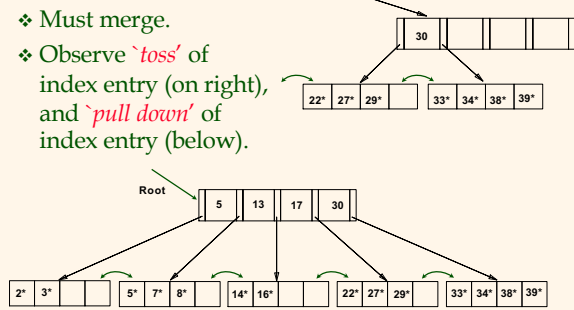 ❖ Must merge.
❖ Observe `toss' of
index entry (on right),
and `pull down' of
index entry (below).
30
22* 27* 29*
33* 34* 38* 39*
Root
5 13 17 30
2* 3*
5* 7* 8*
14* 16*
22* 27* 29*
33* 34* 38* 39*